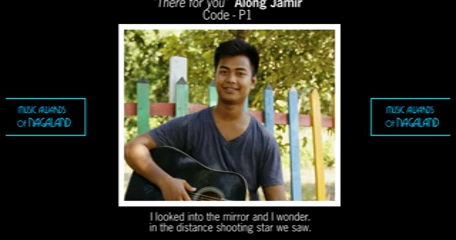 "There for you" Along Jamir
Code - P1
MUSIC AWARDS
OF NAGALAND
MUSIC AWARDS
OF NAGALAND
I looked into the mirror and I wonder.
in the distance shooting star we saw.